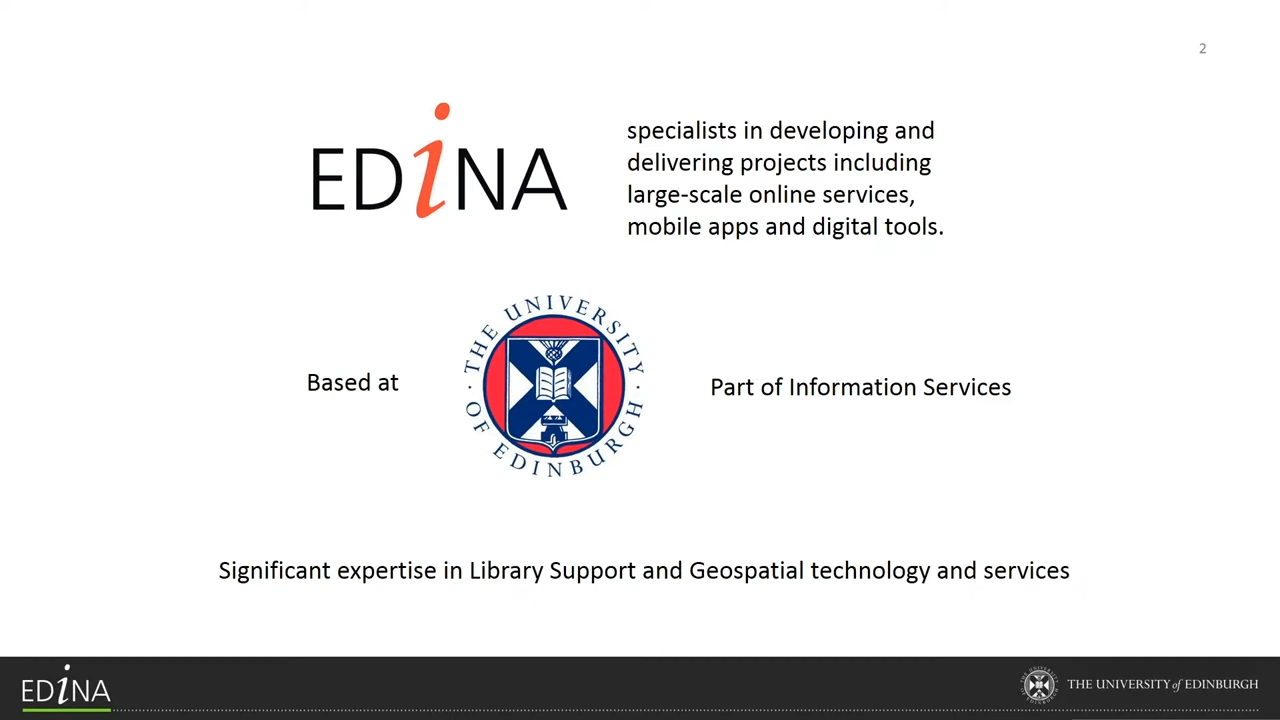 2
EDiNA
specialists in developing and
delivering projects including
large-scale online services,
mobile apps and digital tools.
Based at
THE UNIVERSITY · OF EDINBURGH ·
Part of Information Services
Significant expertise in Library Support and Geospatial technology and services
EDiNA
THE UNIVERSITY of EDINBURGH